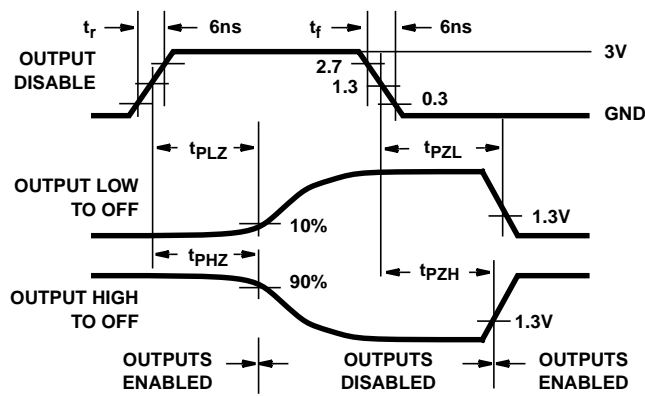 tr 6ns tf 6ns
OUTPUT
DISABLE
3V
2.7
1.3
0.3
GND
tPLZ tPZL
OUTPUT LOW
TO OFF
10%
1.3V
tPHZ tPZH
90%
OUTPUT HIGH
TO OFF
1.3V
OUTPUTS
ENABLED
OUTPUTS
DISABLED
OUTPUTS
ENABLED